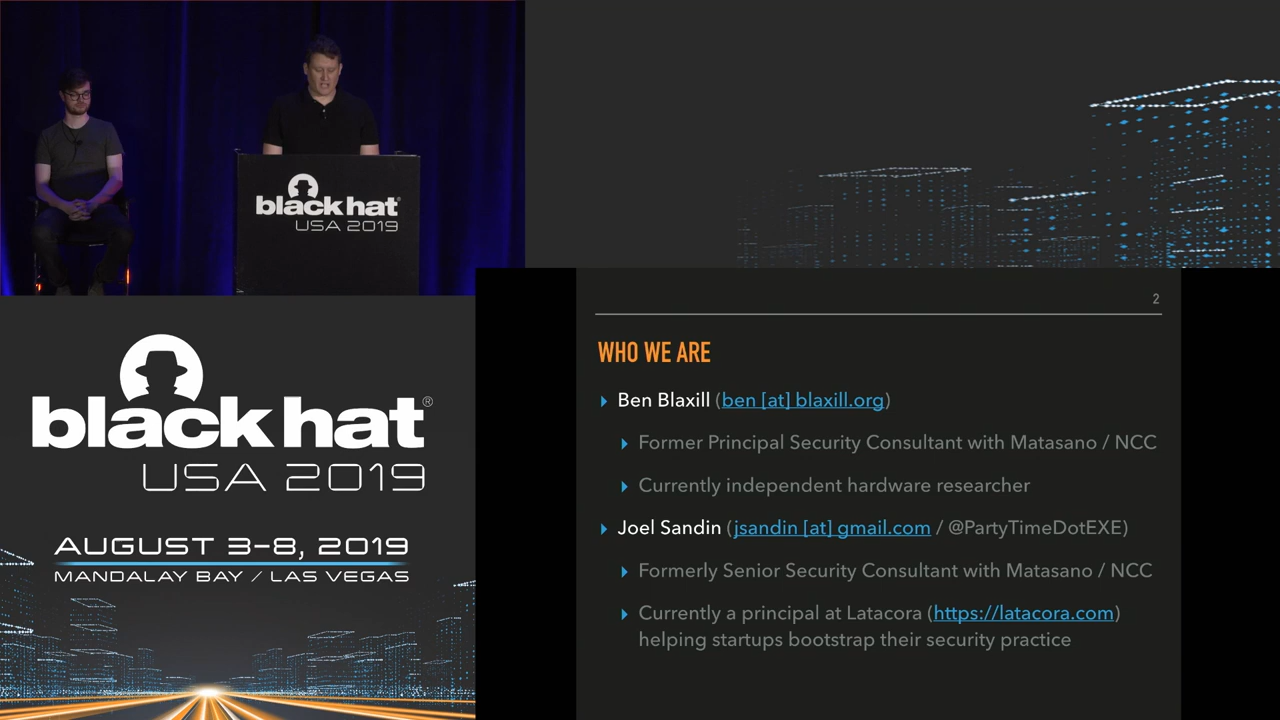 black hat®
USA 2019
black hat®
USA 2019
AUGUST 3–8, 2019
MANDALAY BAY / LAS VEGAS
2
WHO WE ARE
Ben Blaxill (ben [at] blaxill.org)
Former Principal Security Consultant with Matasano / NCC
Currently independent hardware researcher
Joel Sandin (jsandin [at] gmail.com / @PartyTimeDotEXE)
Formerly Senior Security Consultant with Matasano / NCC
Currently a principal at Latacora (https://latacora.com)
helping startups bootstrap their security practice